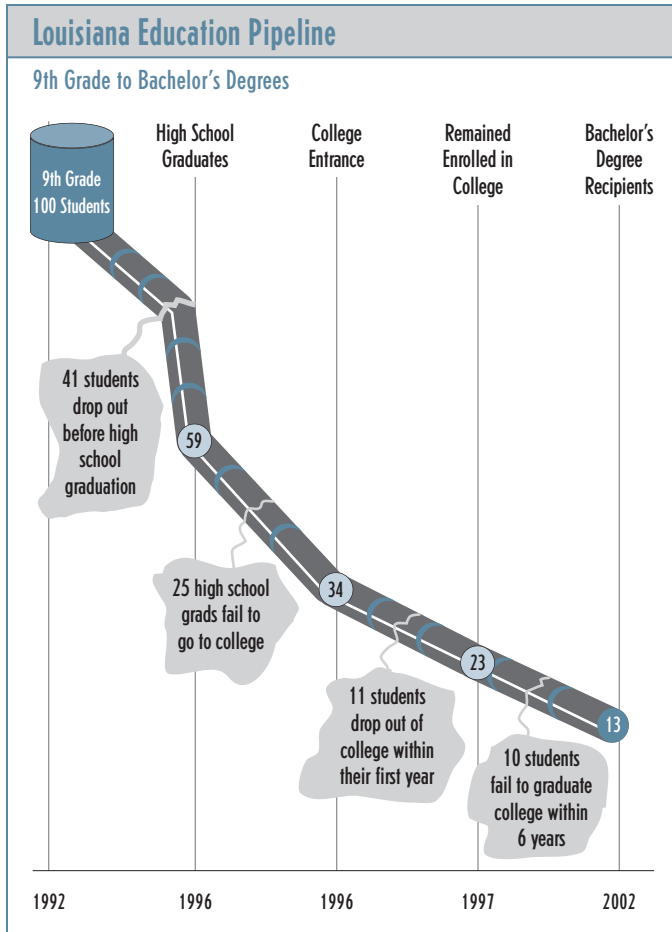 Louisiana Education Pipeline
9th Grade to Bachelor's Degrees
9th Grade
100 Students
High School
Graduates
College
Entrance
Remained
Enrolled in
College
Bachelor's
Degree
Recipients
41 students
drop out
before high
school
graduation
59
25 high school
grads fail to
go to college
34
11 students
drop out of
college within
their first year
23
10 students
fail to graduate
college within
6 years
13
1992
1996
1996
1997
2002